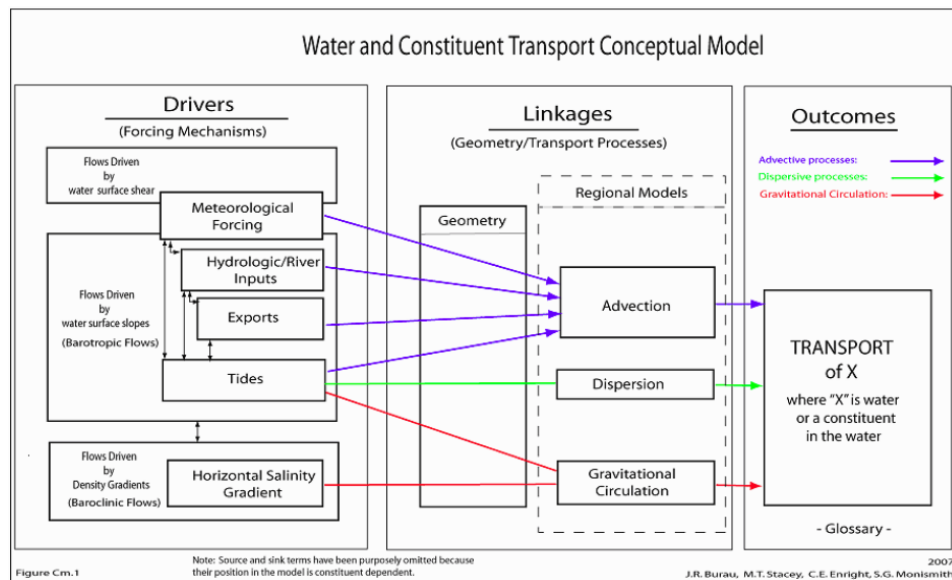 Water and Constituent Transport Conceptual Model
Drivers
(Forcing Mechanisms)
Flows Driven
by
water surface shear
Meteorological
Forcing
Hydrologic/River
Inputs
Flows Driven
by
water surface slopes
(Barotropic Flows)
Exports
Tides
Flows Driven
by
Density Gradients
(Baroclinic Flows)
Horizontal Salinity
Gradient
Linkages
(Geometry/Transport Processes)
Regional Models
Geometry
Advection
Dispersion
Gravitational
Circulation
Outcomes
Advective processes:
Dispersive processes:
Gravitational Circulation:
TRANSPORT
of X
where "X" is water
or a constituent
in the water
- Glossary -
Figure Cm.1
Note: Source and sink terms have been purposely omitted because
their position in the model is constituent dependent.
2007
J.R. Burau, M.T. Stacey, C.E. Enright, S.G. Monismith